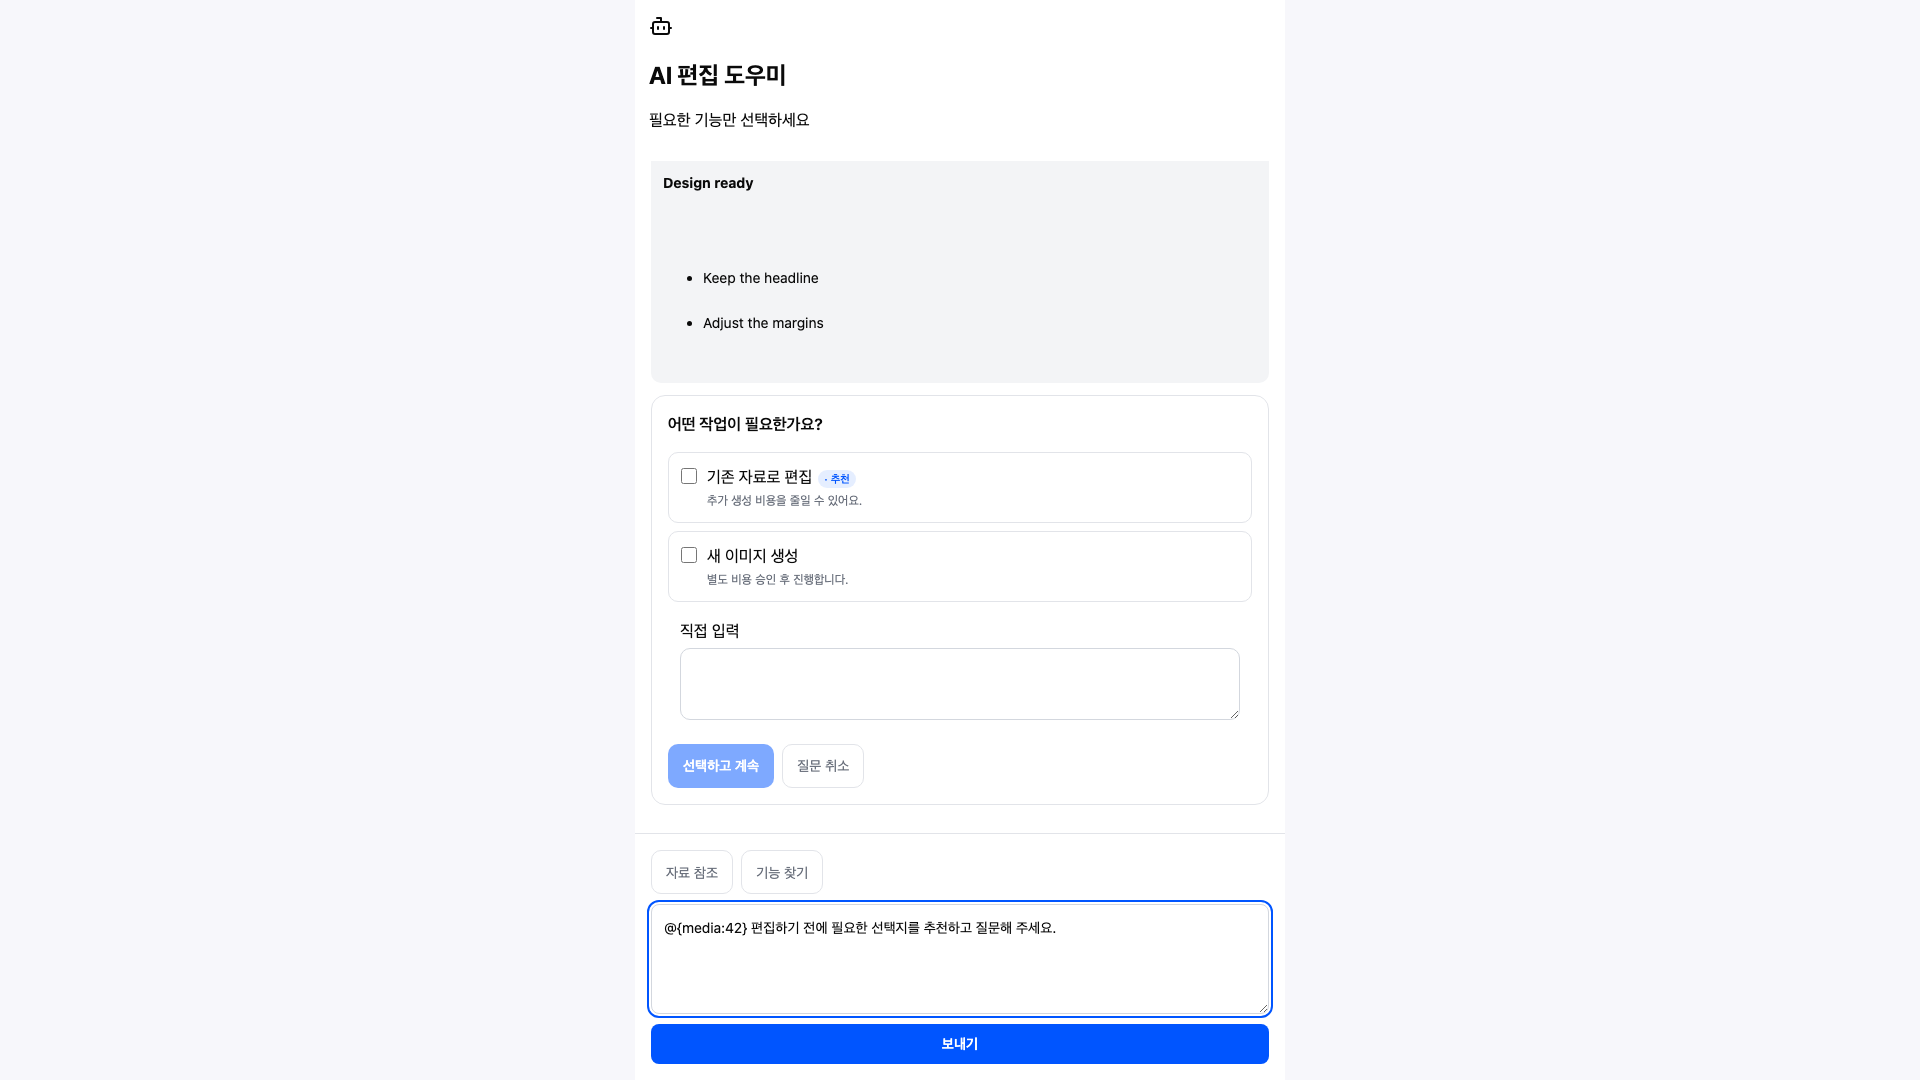 AI 편집 도우미
필요한 기능만 선택하세요
Design ready
• Keep the headline
• Adjust the margins
어떤 작업이 필요한가요?
기존 자료로 편집 · 추천
추가 생성 비용을 줄일 수 있어요.
새 이미지 생성
별도 비용 승인 후 진행합니다.
직접 입력
선택하고 계속 질문 취소
자료 참조 기능 찾기
@{media:42} 편집하기 전에 필요한 선택지를 추천하고 질문해 주세요.
보내기